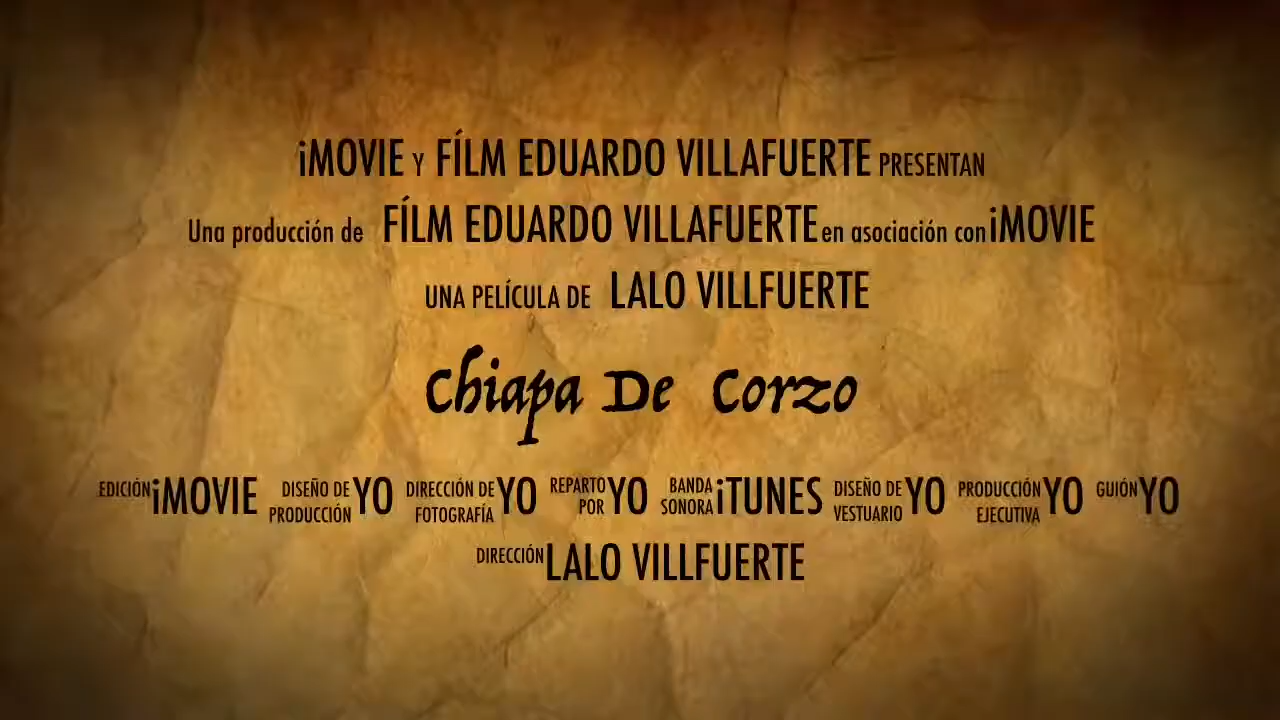 iMOVIE Y FÍLM EDUARDO VILLAFUERTE PRESENTAN
Una producción de FÍLM EDUARDO VILLAFUERTE en asociación con iMOVIE
UNA PELÍCULA DE LALO VILLFUERTE
Chiapa De Corzo
EDICIÓN iMOVIE DISEÑO DE PRODUCCIÓN YO DIRECCIÓN DE FOTOGRAFÍA YO REPARTO POR YO BANDA SONORA iTUNES DISEÑO DE VESTUARIO YO PRODUCCIÓN EJECUTIVA YO GUIÓN YO
DIRECCIÓN LALO VILLFUERTE